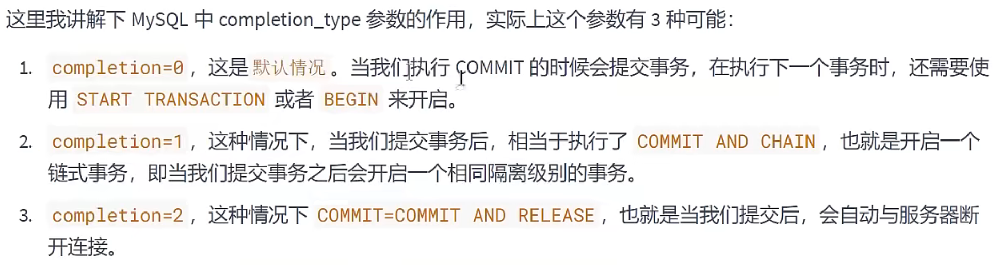 这里我讲解下 MySQL 中 completion_type 参数的作用，实际上这个参数有 3 种可能：
1. completion=0，这是默认情况。当我们执行 COMMIT 的时候会提交事务，在执行下一个事务时，还需要使
用 START TRANSACTION 或者 BEGIN 来开启。
2. completion=1，这种情况下，当我们提交事务后，相当于执行了 COMMIT AND CHAIN，也就是开启一个
链式事务，即当我们提交事务之后会开启一个相同隔离级别的事务。
3. completion=2，这种情况下 COMMIT=COMMIT AND RELEASE，也就是当我们提交后，会自动与服务器断
开连接。